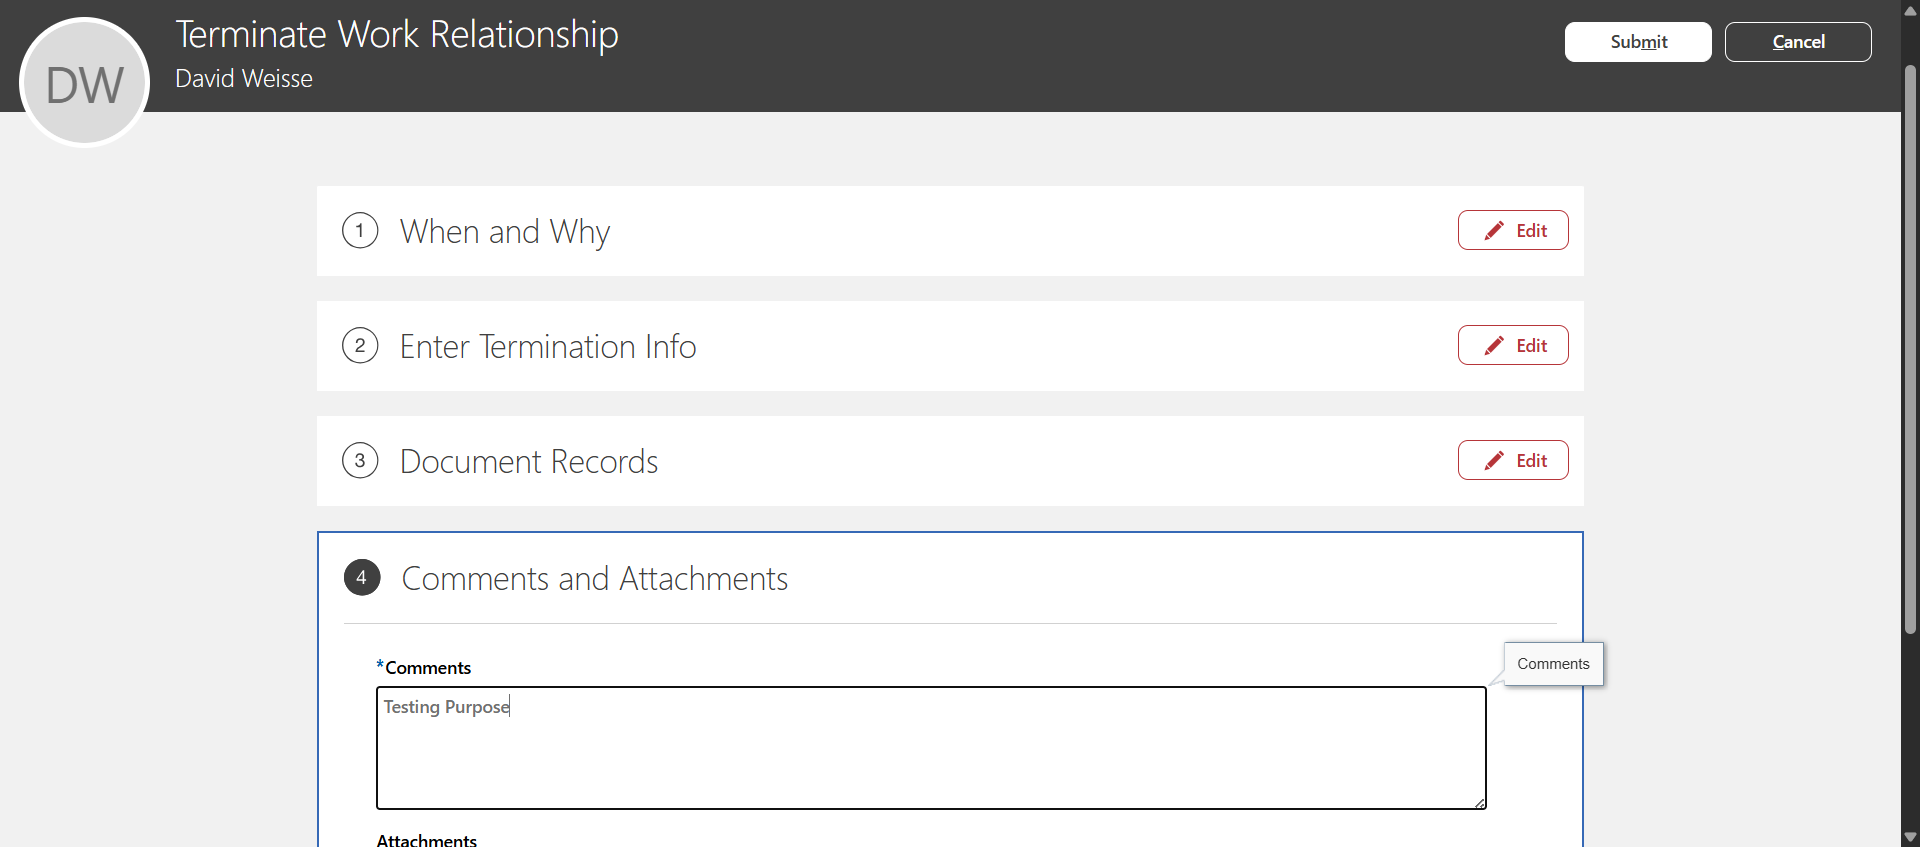 DW
Terminate Work Relationship
David Weisse
Submit
Cancel
1
When and Why
Edit
2
Enter Termination Info
Edit
3
Document Records
Edit
4
Comments and Attachments
*Comments
Comments
Testing Purpose
Attachments